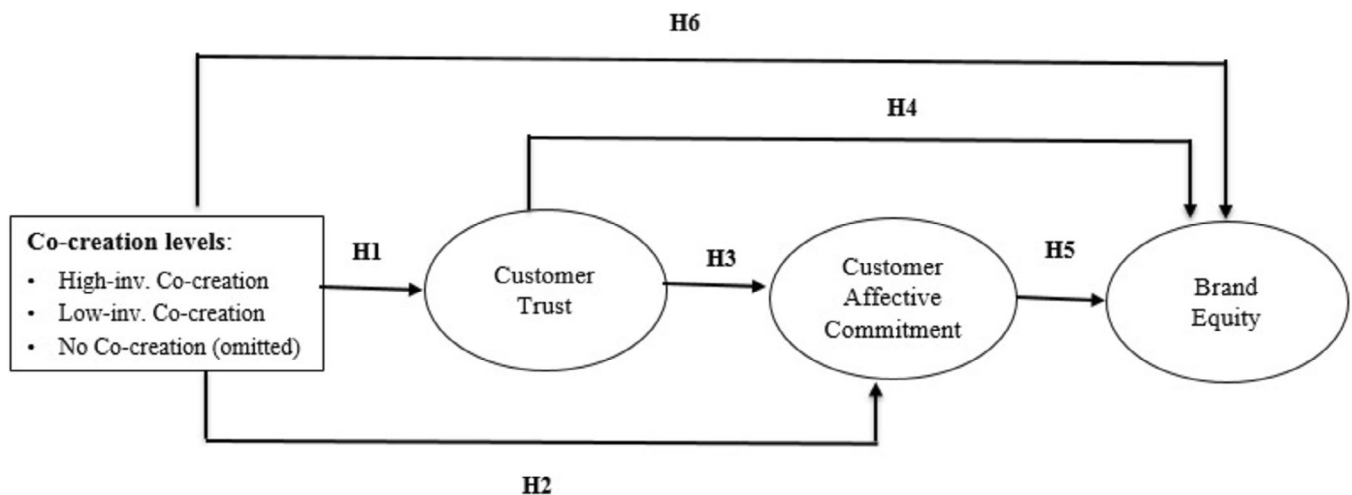 H6
H4
Co-creation levels:
• High-inv. Co-creation
• Low-inv. Co-creation
• No Co-creation (omitted)
H1
Customer
Trust
H3
Customer
Affective
Commitment
H5
Brand
Equity
H2